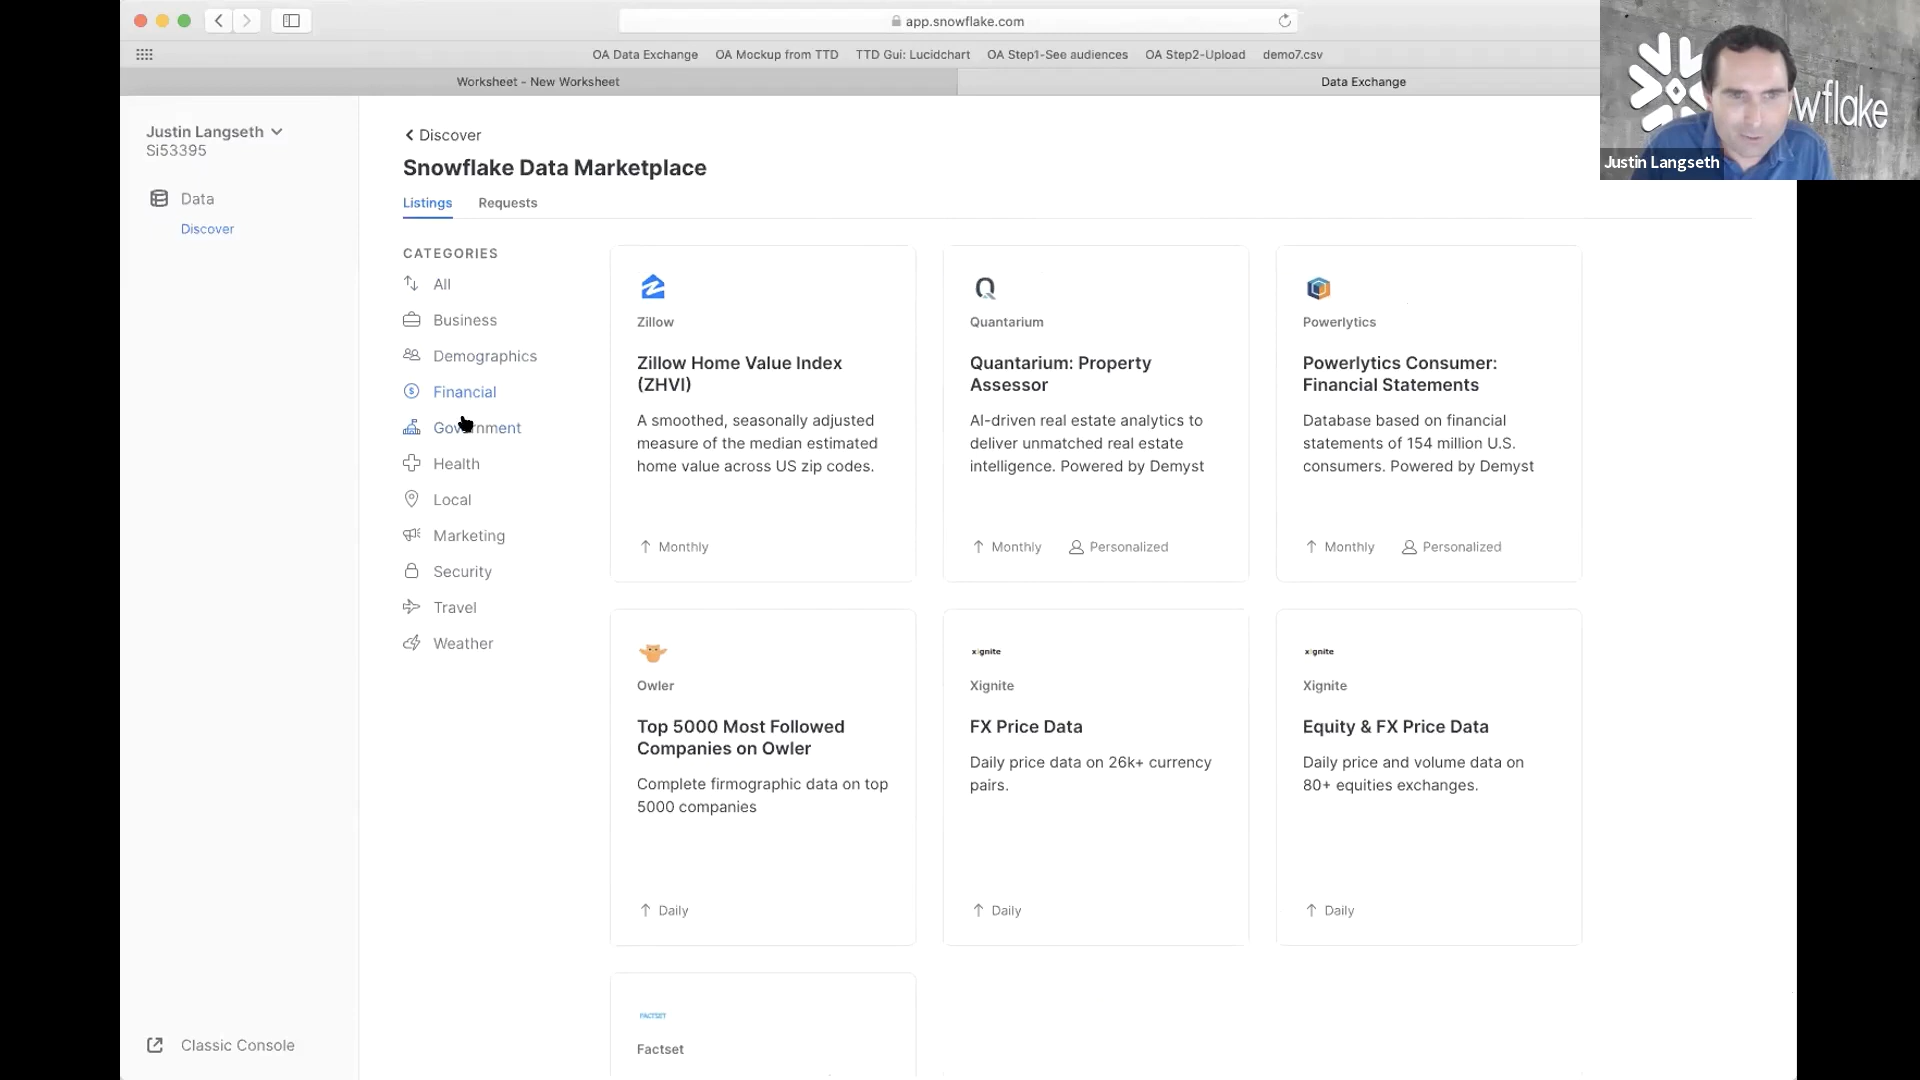 app.snowflake.com
OA Data Exchange OA Mockup from TTD TTD Gui: Lucidchart OA Step1-See audiences OA Step2-Upload demo7.csv
Worksheet - New Worksheet Data Exchange
wflake
Justin Langseth
Justin Langseth
Si53395
Data
Discover
Classic Console
Discover
Snowflake Data Marketplace
Listings Requests
CATEGORIES
All
Business
Demographics
Financial
Government
Health
Local
Marketing
Security
Travel
Weather
Zillow
Zillow Home Value Index
(ZHVI)
A smoothed, seasonally adjusted
measure of the median estimated
home value across US zip codes.
Monthly
Quantarium
Quantarium: Property
Assessor
AI-driven real estate analytics to
deliver unmatched real estate
intelligence. Powered by Demyst
Monthly Personalized
Powerlytics
Powerlytics Consumer:
Financial Statements
Database based on financial
statements of 154 million U.S.
consumers. Powered by Demyst
Monthly Personalized
Owler
Top 5000 Most Followed
Companies on Owler
Complete firmographic data on top
5000 companies
Daily
xignite
Xignite
FX Price Data
Daily price data on 26k+ currency
pairs.
Daily
xignite
Xignite
Equity & FX Price Data
Daily price and volume data on
80+ equities exchanges.
Daily
FACTSET
Factset